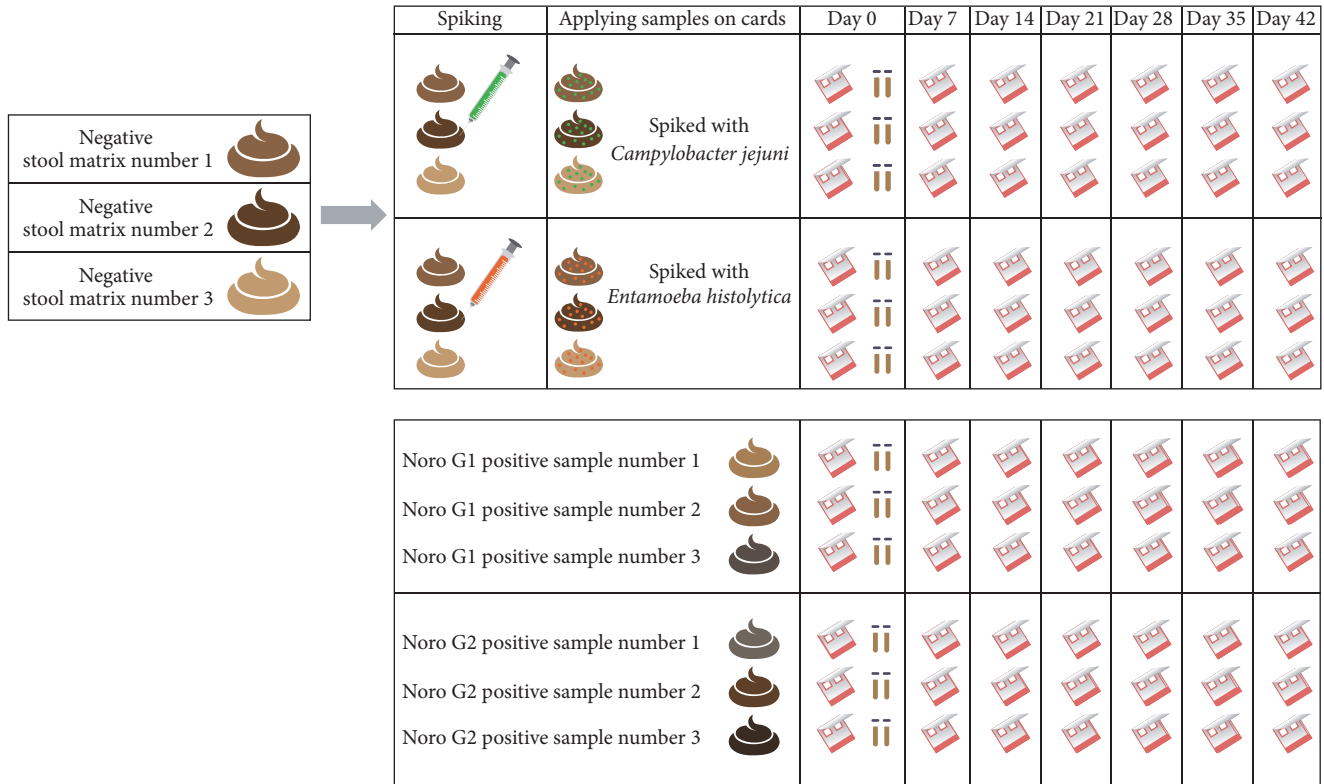 Spiking
Applying samples on cards
Day 0
Day 7
Day 14
Day 21
Day 28
Day 35
Day 42
Negative
stool matrix number 1
Negative
stool matrix number 2
Negative
stool matrix number 3
Spiked with
Campylobacter jejuni
Spiked with
Entamoeba histolytica
Noro G1 positive sample number 1
Noro G1 positive sample number 2
Noro G1 positive sample number 3
Noro G2 positive sample number 1
Noro G2 positive sample number 2
Noro G2 positive sample number 3